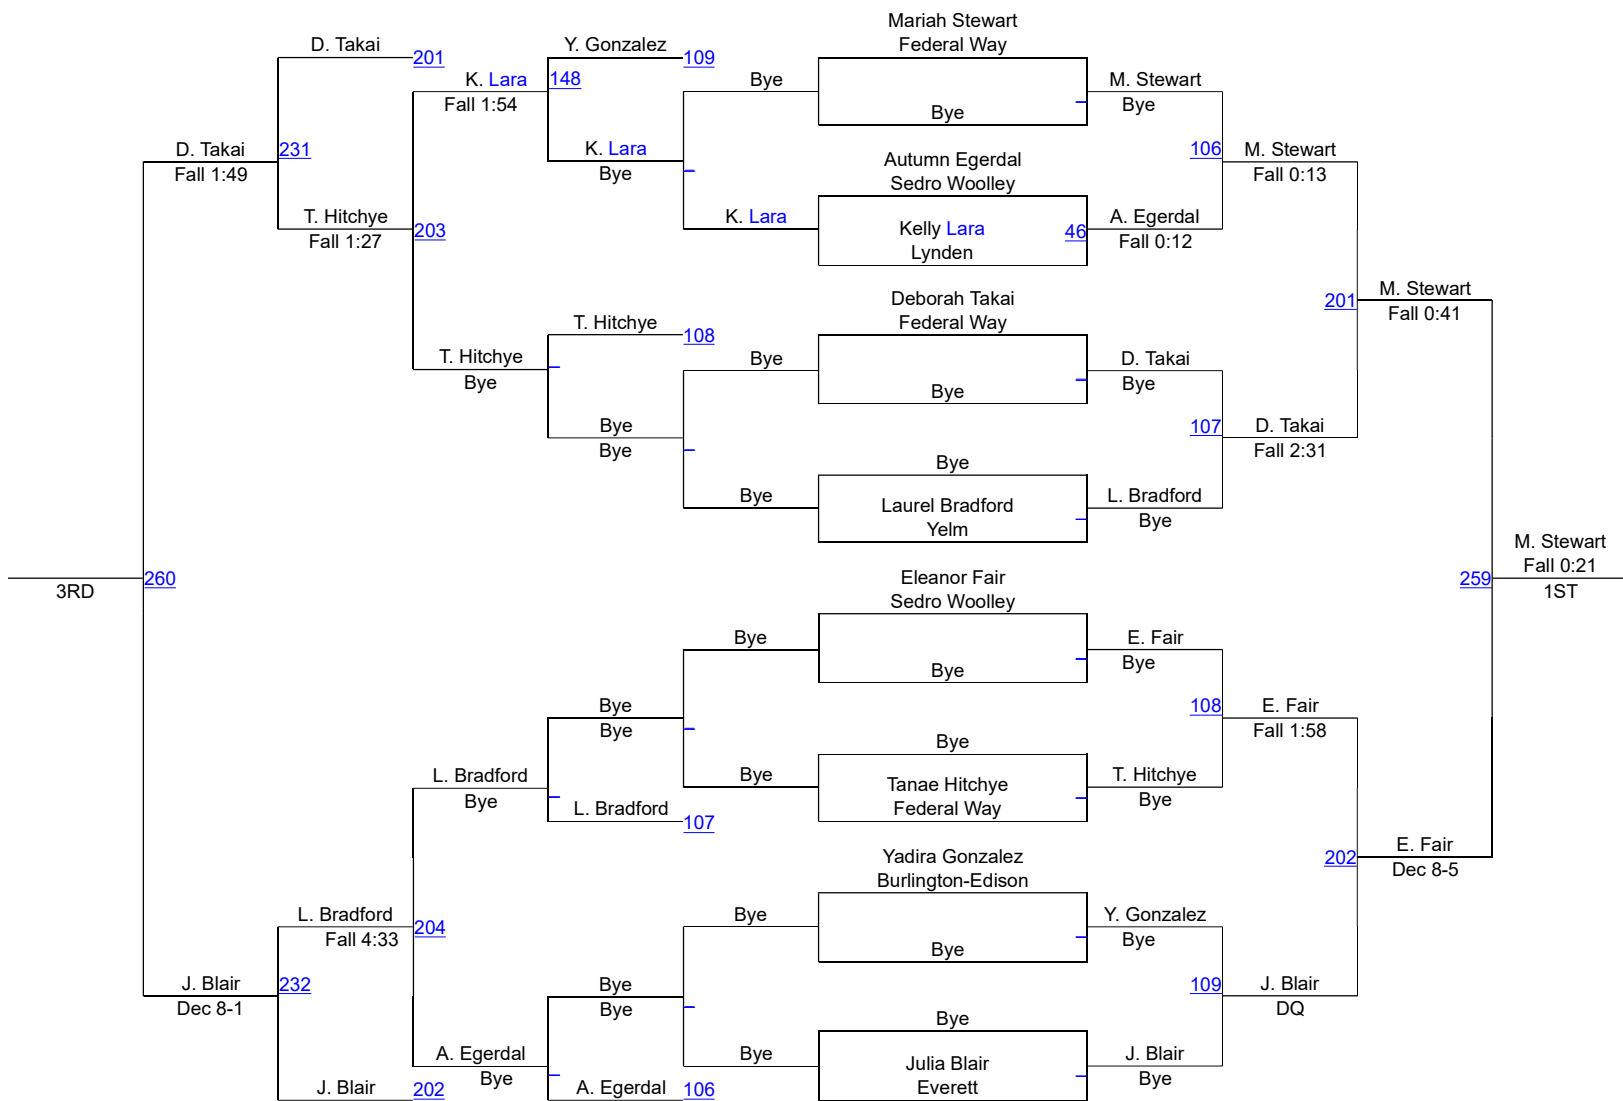 Mariah Stewart
D. Takai
Y. Gonzalez
Federal Way
201
109
K. Lara
148
Bye
M. Stewart
Fall 1:54
Bye
Bye
D. Takai
231
K. Lara
Autumn Egerdal
106
M. Stewart
Fall 1:49
Bye
Sedro Woolley
Fall 0:13
T. Hitchye
K. Lara
Kelly Lara
46
A. Egerdal
Fall 1:27
203
Lynden
Fall 0:12
Deborah Takai
201
M. Stewart
T. Hitchye
Federal Way
Fall 0:41
108
T. Hitchye
Bye
D. Takai
Bye
Bye
Bye
Bye
107
D. Takai
Bye
Fall 2:31
Bye
Bye
Laurel Bradford
L. Bradford
Yelm
Bye
M. Stewart
Fall 0:21
260
Eleanor Fair
259
3RD
1ST
Sedro Woolley
Bye
E. Fair
Bye
Bye
Bye
108
E. Fair
Bye
Fall 1:58
Bye
L. Bradford
Bye
Tanae Hitchye
T. Hitchye
Bye
L. Bradford
107
Federal Way
Bye
Yadira Gonzalez
202
E. Fair
Burlington-Edison
Dec 8-5
L. Bradford
204
Bye
Y. Gonzalez
Fall 4:33
Bye
Bye
J. Blair
232
Bye
109
J. Blair
Dec 8-1
Bye
DQ
Bye
A. Egerdal
Bye
Julia Blair
J. Blair
Bye
Everett
Bye
J. Blair
202
A. Egerdal
106